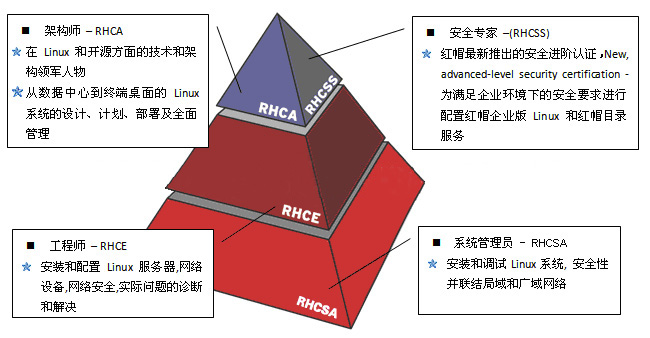 ■ 架构师 – RHCA
在 Linux 和开源方面的技术和架
构领军人物
从数据中心到终端桌面的 Linux
系统的设计、计划、部署及全面
管理
■ 安全专家 –(RHCSS)
红帽最新推出的安全进阶认证，New,
advanced-level security certification -
为满足企业环境下的安全要求进行
配置红帽企业版 Linux 和红帽目录
服务
RHCA
RHCSS
RHCE
RHCSA
■ 工程师 – RHCE
安装和配置 Linux 服务器,网络
设备,网络安全,实际问题的诊断
和解决
■ 系统管理员 - RHCSA
安装和调试 Linux 系统, 安全性
并联结局域和广域网络